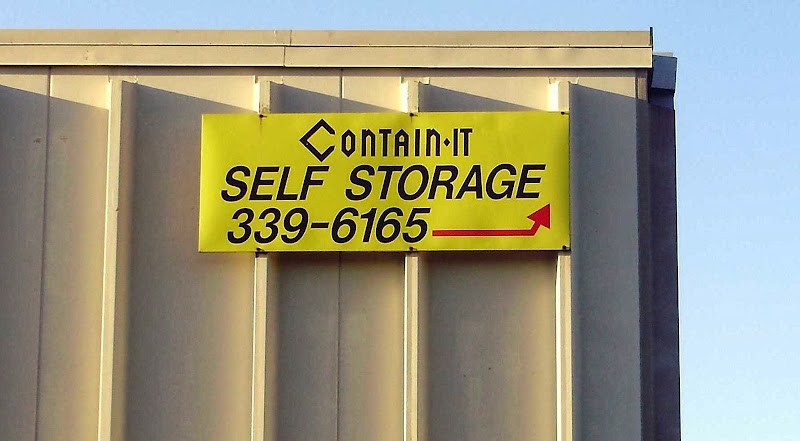 CONTAIN·IT
SELF STORAGE
339-6165